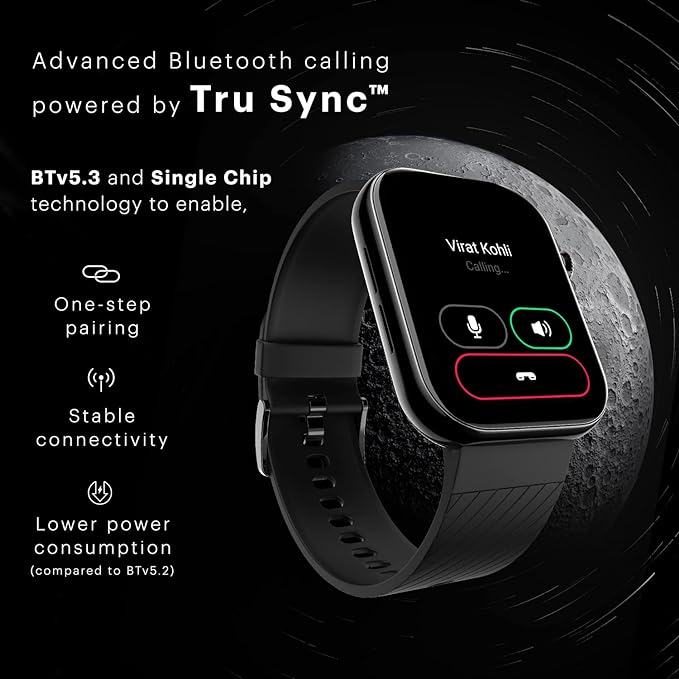 Advanced Bluetooth calling
powered by Tru Sync™
BTv5.3 and Single Chip
technology to enable,
One-step
pairing
Stable
connectivity
Lower power
consumption
(compared to BTv5.2)
Virat Kohli
Calling...